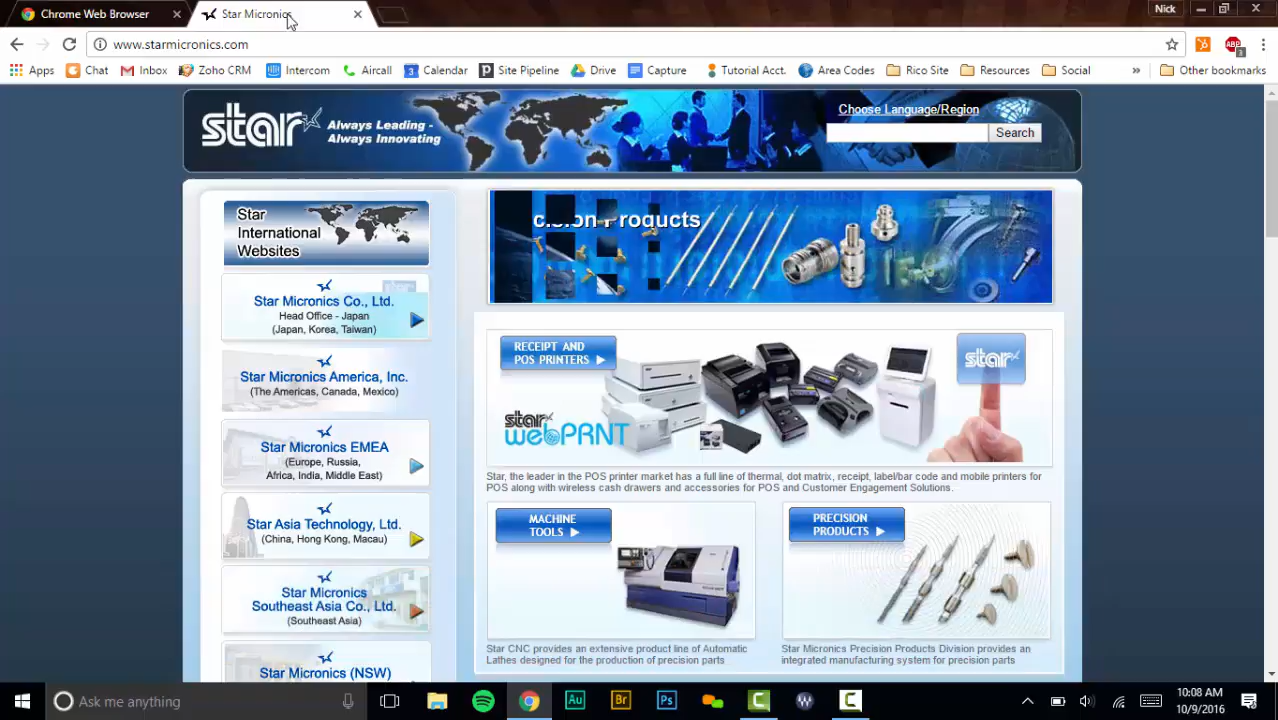 Chrome Web Browser
Star Micronics
Nick
www.starmicronics.com
ABP
1
Apps
Chat
Inbox
Zoho CRM
Intercom
Aircall
3
Calendar
Site Pipeline
Drive
Capture
Tutorial Acct.
Area Codes
Rico Site
Resources
Social
»
Other bookmarks
star
Always Leading -
Always Innovating
Choose Language/Region
Search
Star
International
Websites
Star Micronics Co., Ltd.
Head Office - Japan
(Japan, Korea, Taiwan)
Star Micronics America, Inc.
(The Americas, Canada, Mexico)
Star Micronics EMEA
(Europe, Russia,
Africa, India, Middle East)
Star Asia Technology, Ltd.
(China, Hong Kong, Macau)
Star Micronics
Southeast Asia Co., Ltd.
(Southeast Asia)
Star Micronics (NSW)
Products
RECEIPT AND
POS PRINTERS
star
star
webPRNT
Star, the leader in the POS printer market has a full line of thermal, dot matrix, receipt, label/bar code and mobile printers for
POS along with wireless cash drawers and accessories for POS and Customer Engagement Solutions.
MACHINE
TOOLS
PRECISION
PRODUCTS
Star CNC provides an extensive product line of Automatic
Lathes designed for the production of precision parts
Star Micronics Precision Products Division provides an
integrated manufacturing system for precision parts
Ask me anything
Au
Br
Ps
10:08 AM
10/9/2016